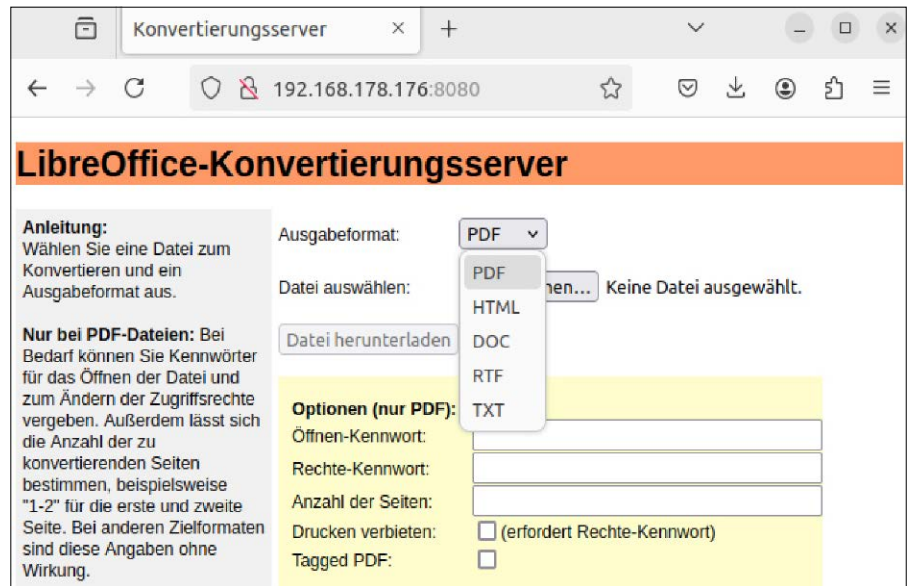 Konvertierungsserver
192.168.178.176:8080
LibreOffice-Konvertierungsserver
Anleitung:
Wählen Sie eine Datei zum
Konvertieren und ein
Ausgabeformat aus.
Nur bei PDF-Dateien: Bei
Bedarf können Sie Kennwörter
für das Öffnen der Datei und
zum Ändern der Zugriffsrechte
vergeben. Außerdem lässt sich
die Anzahl der zu
konvertierenden Seiten
bestimmen, beispielsweise
"1-2" für die erste und zweite
Seite. Bei anderen Zielformaten
sind diese Angaben ohne
Wirkung.
Ausgabeformat: PDF
PDF
HTML
DOC
RTF
TXT
Datei auswählen: hen... Keine Datei ausgewählt.
Datei herunterladen
Optionen (nur PDF):
Öffnen-Kennwort:
Rechte-Kennwort:
Anzahl der Seiten:
Drucken verbieten: (erfordert Rechte-Kennwort)
Tagged PDF: